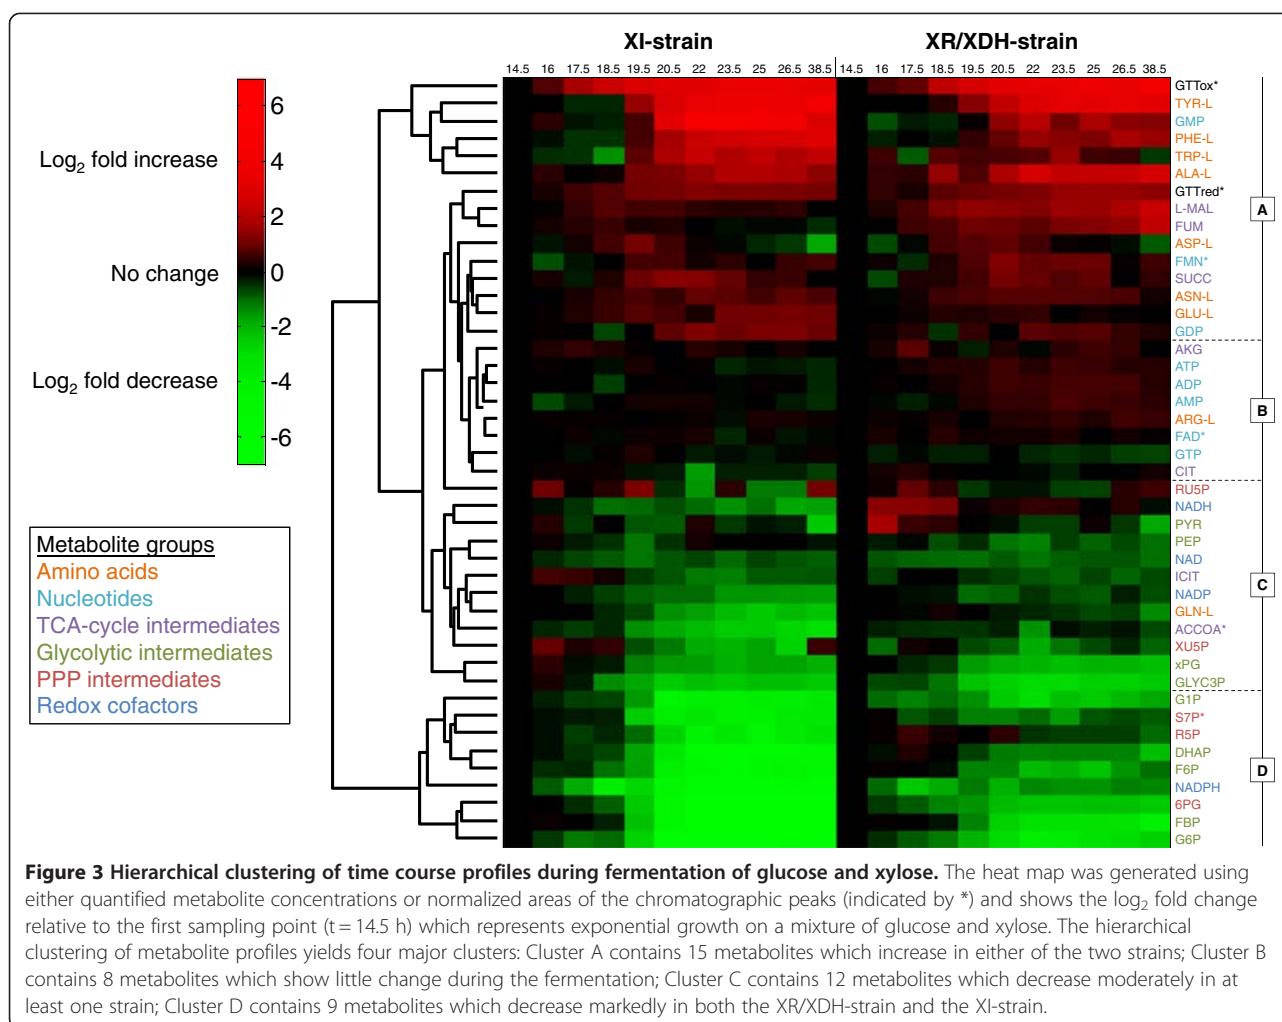 XI-strain
XR/XDH-strain
14.5 16 17.5 18.5 19.5 20.5 22 23.5 25 26.5 38.5 14.5 16 17.5 18.5 19.5 20.5 22 23.5 25 26.5 38.5
6
Log2 fold increase
4
2
No change
0
-2
Log2 fold decrease
-4
-6
GTTox*
TYR-L
GMP
PHE-L
TRP-L
ALA-L
GTTred*
L-MAL
FUM
ASP-L
FMN*
SUCC
ASN-L
GLU-L
GDP
AKG
ATP
ADP
AMP
ARG-L
FAD*
GTP
CIT
RU5P
NADH
PYR
PEP
NAD
ICIT
NADP
GLN-L
ACCOA*
XU5P
xPG
GLYC3P
G1P
S7P*
R5P
DHAP
F6P
NADPH
6PG
FBP
G6P
A
B
C
D
Metabolite groups
Amino acids
Nucleotides
TCA-cycle intermediates
Glycolytic intermediates
PPP intermediates
Redox cofactors
Figure 3 Hierarchical clustering of time course profiles during fermentation of glucose and xylose. The heat map was generated using
either quantified metabolite concentrations or normalized areas of the chromatographic peaks (indicated by *) and shows the log2 fold change
relative to the first sampling point (t = 14.5 h) which represents exponential growth on a mixture of glucose and xylose. The hierarchical
clustering of metabolite profiles yields four major clusters: Cluster A contains 15 metabolites which increase in either of the two strains; Cluster B
contains 8 metabolites which show little change during the fermentation; Cluster C contains 12 metabolites which decrease moderately in at
least one strain; Cluster D contains 9 metabolites which decrease markedly in both the XR/XDH-strain and the XI-strain.